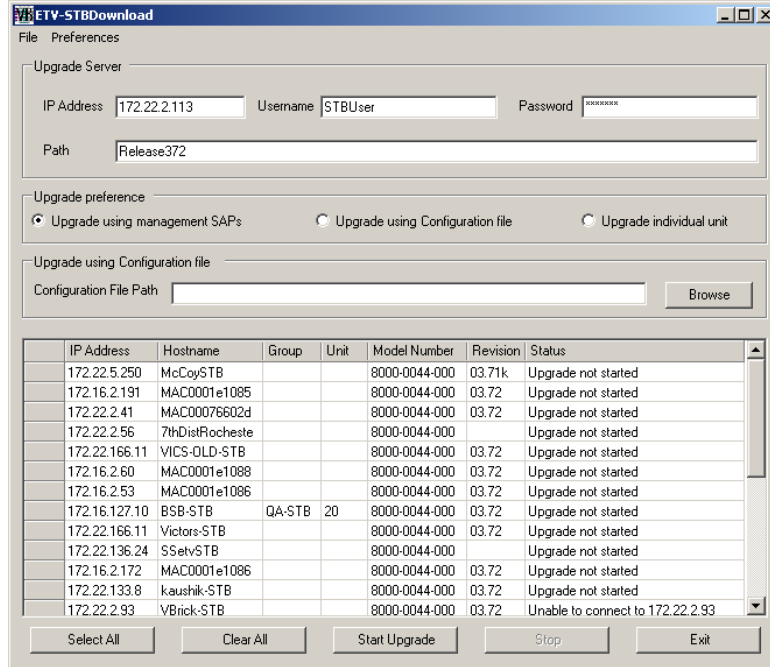 ETV-STBDownload
File Preferences
Upgrade Server
IP Address 172.22.2.113 Username STBUser Password *******
Path Release372
Upgrade preference
Upgrade using management SAPs Upgrade using Configuration file Upgrade individual unit
Upgrade using Configuration file
Configuration File Path Browse
IP Address Hostname Group Unit Model Number Revision Status
172.22.5.250 McCoySTB 8000-0044-000 03.71k Upgrade not started
172.16.2.191 MAC0001e1085 8000-0044-000 03.72 Upgrade not started
172.22.2.41 MAC00076602d 8000-0044-000 03.72 Upgrade not started
172.22.2.56 7thDistRocheste 8000-0044-000 Upgrade not started
172.22.166.11 VICS-OLD-STB 8000-0044-000 03.72 Upgrade not started
172.16.2.60 MAC0001e1088 8000-0044-000 03.72 Upgrade not started
172.16.2.53 MAC0001e1086 8000-0044-000 03.72 Upgrade not started
172.16.127.10 BSB-STB QA-STB 20 8000-0044-000 03.72 Upgrade not started
172.22.166.11 Victors-STB 8000-0044-000 03.72 Upgrade not started
172.22.136.24 SSetvSTB 8000-0044-000 Upgrade not started
172.16.2.172 MAC0001e1086 8000-0044-000 03.72 Upgrade not started
172.22.133.8 kaushik-STB 8000-0044-000 03.72 Upgrade not started
172.22.2.93 VBrick-STB 8000-0044-000 03.72 Unable to connect to 172.22.2.93
Select All Clear All Start Upgrade Stop Exit